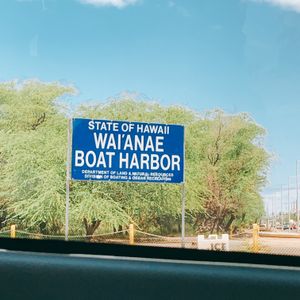 STATE OF HAWAII
WAI'ANAE
BOAT HARBOR
DEPARTMENT OF LAND & NATURAL RESOURCES
DIVISION OF BOATING & OCEAN RECREATION
ICE